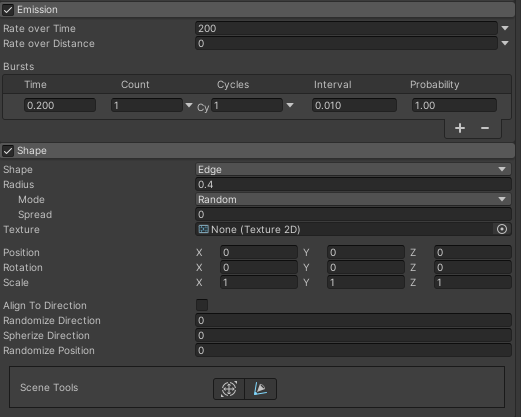 Emission
Rate over Time 200
Rate over Distance 0
Bursts
Time Count Cycles Interval Probability
0.200 1 Cy 1 0.010 1.00
+ −
Shape
Shape Edge
Radius 0.4
Mode Random
Spread 0
Texture None (Texture 2D)
Position X 0 Y 0 Z 0
Rotation X 0 Y 0 Z 0
Scale X 1 Y 1 Z 1
Align To Direction
Randomize Direction 0
Spherize Direction 0
Randomize Position 0
Scene Tools